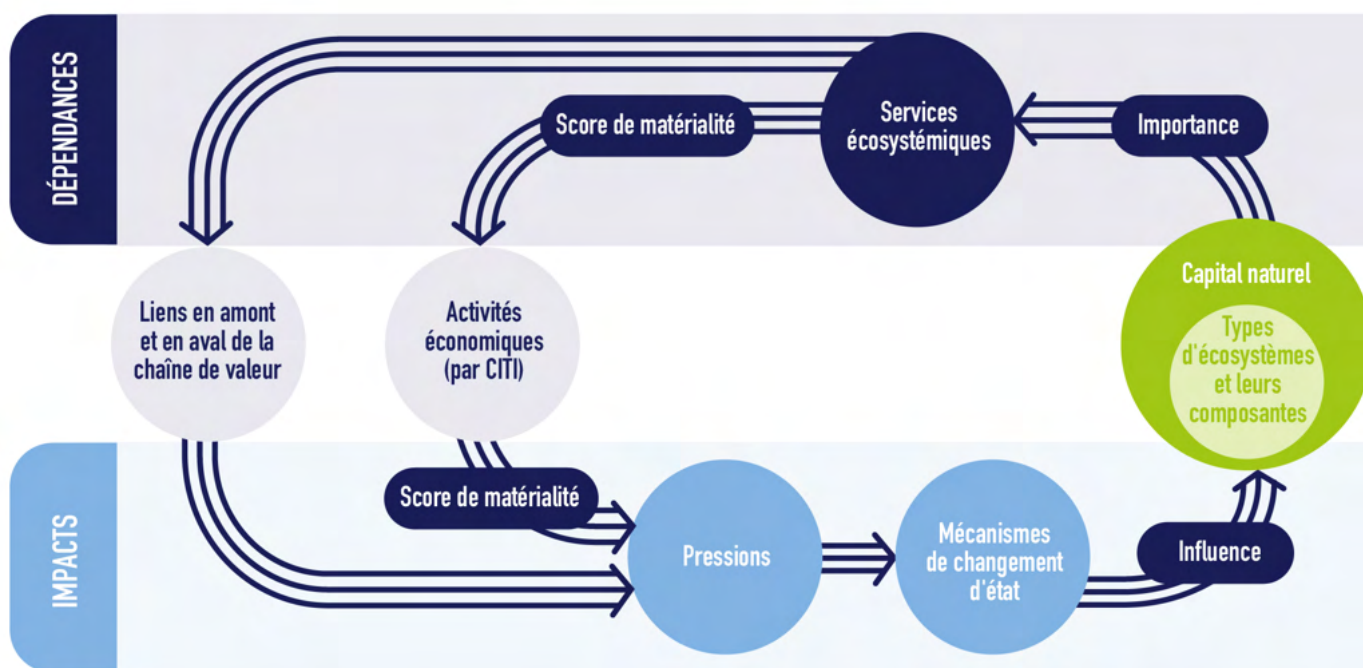 DÉPENDANCES
Score de matérialité
Services
écosystémiques
Importance
Liens en amont
et en aval de la
chaîne de valeur
Activités
économiques
(par CITI)
Capital naturel
Types
d'écosystèmes
et leurs
composantes
IMPACTS
Score de matérialité
Pressions
Mécanismes
de changement
d'état
Influence